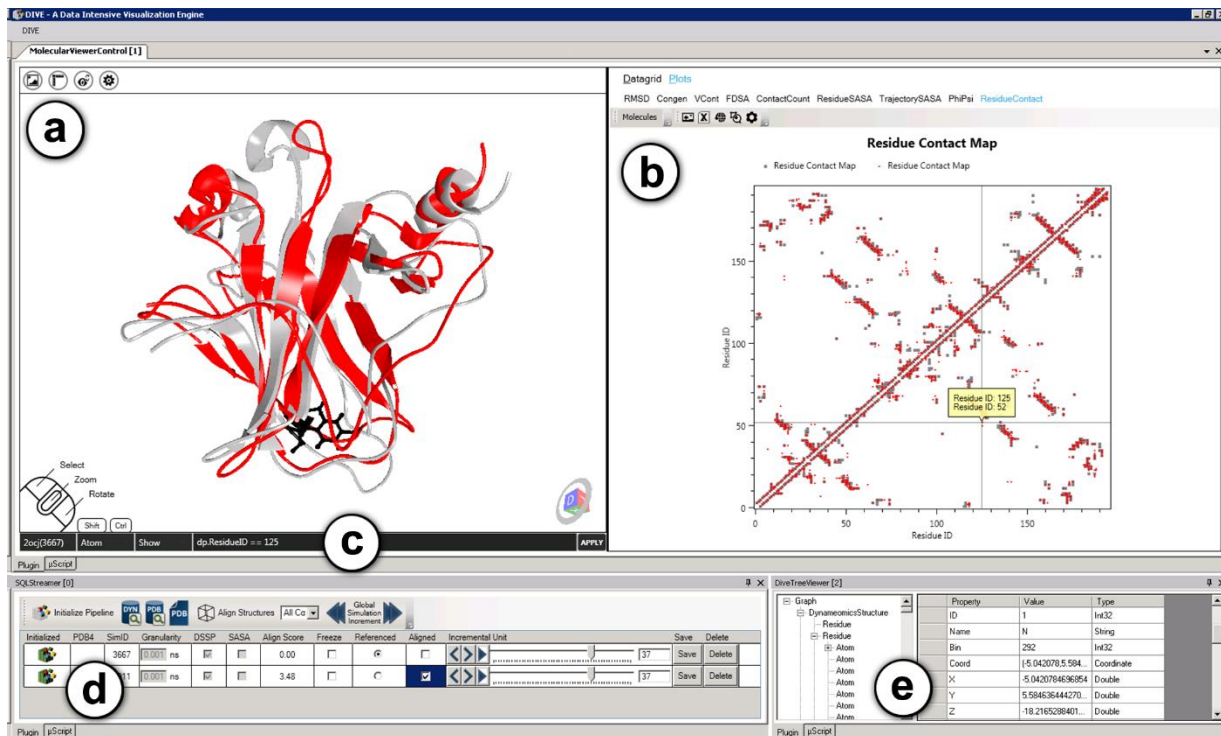 DIVE - A Data Intensive Visualization Engine
DIVE
MolecularViewerControl [1]
a
Select
Zoom
Rotate
Shift Ctrl
D
2ocj(3667) Atom Show dp.ResidueID == 125 APPLY
c
Plugin µScript
Datagrid Plots
RMSD Congen VCont FDSA ContactCount ResidueSASA TrajectorySASA PhiPsi ResidueContact
Molecules
b
Residue Contact Map
Residue Contact Map Residue Contact Map
Residue ID
150
100
50
0
Residue ID: 125
Residue ID: 52
0 50 100 150
Residue ID
SQLStreamer [0]
Initialize Pipeline DYN PDB PDB Align Structures All Cα Global Simulation Increment
Initialized PDB4 SimID Granularity DSSP SASA Align Score Freeze Referenced Aligned Incremental Unit Save Delete
3667 0.001 ns 0.00 37 Save Delete
11 0.001 ns 3.48 37 Save Delete
d
Plugin µScript
DiveTreeViewer [2]
Graph
DynameomicsStructure
Residue
Residue
Atom
Atom
Atom
Atom
Atom
Atom
Atom
Property Value Type
ID 1 Int32
Name N String
Bin 292 Int32
Coord (-5.042078,5.584... Coordinate
X -5.0420784696854 Double
Y 5.584636444270... Double
Z -18.2165288401... Double
e
Plugin µScript